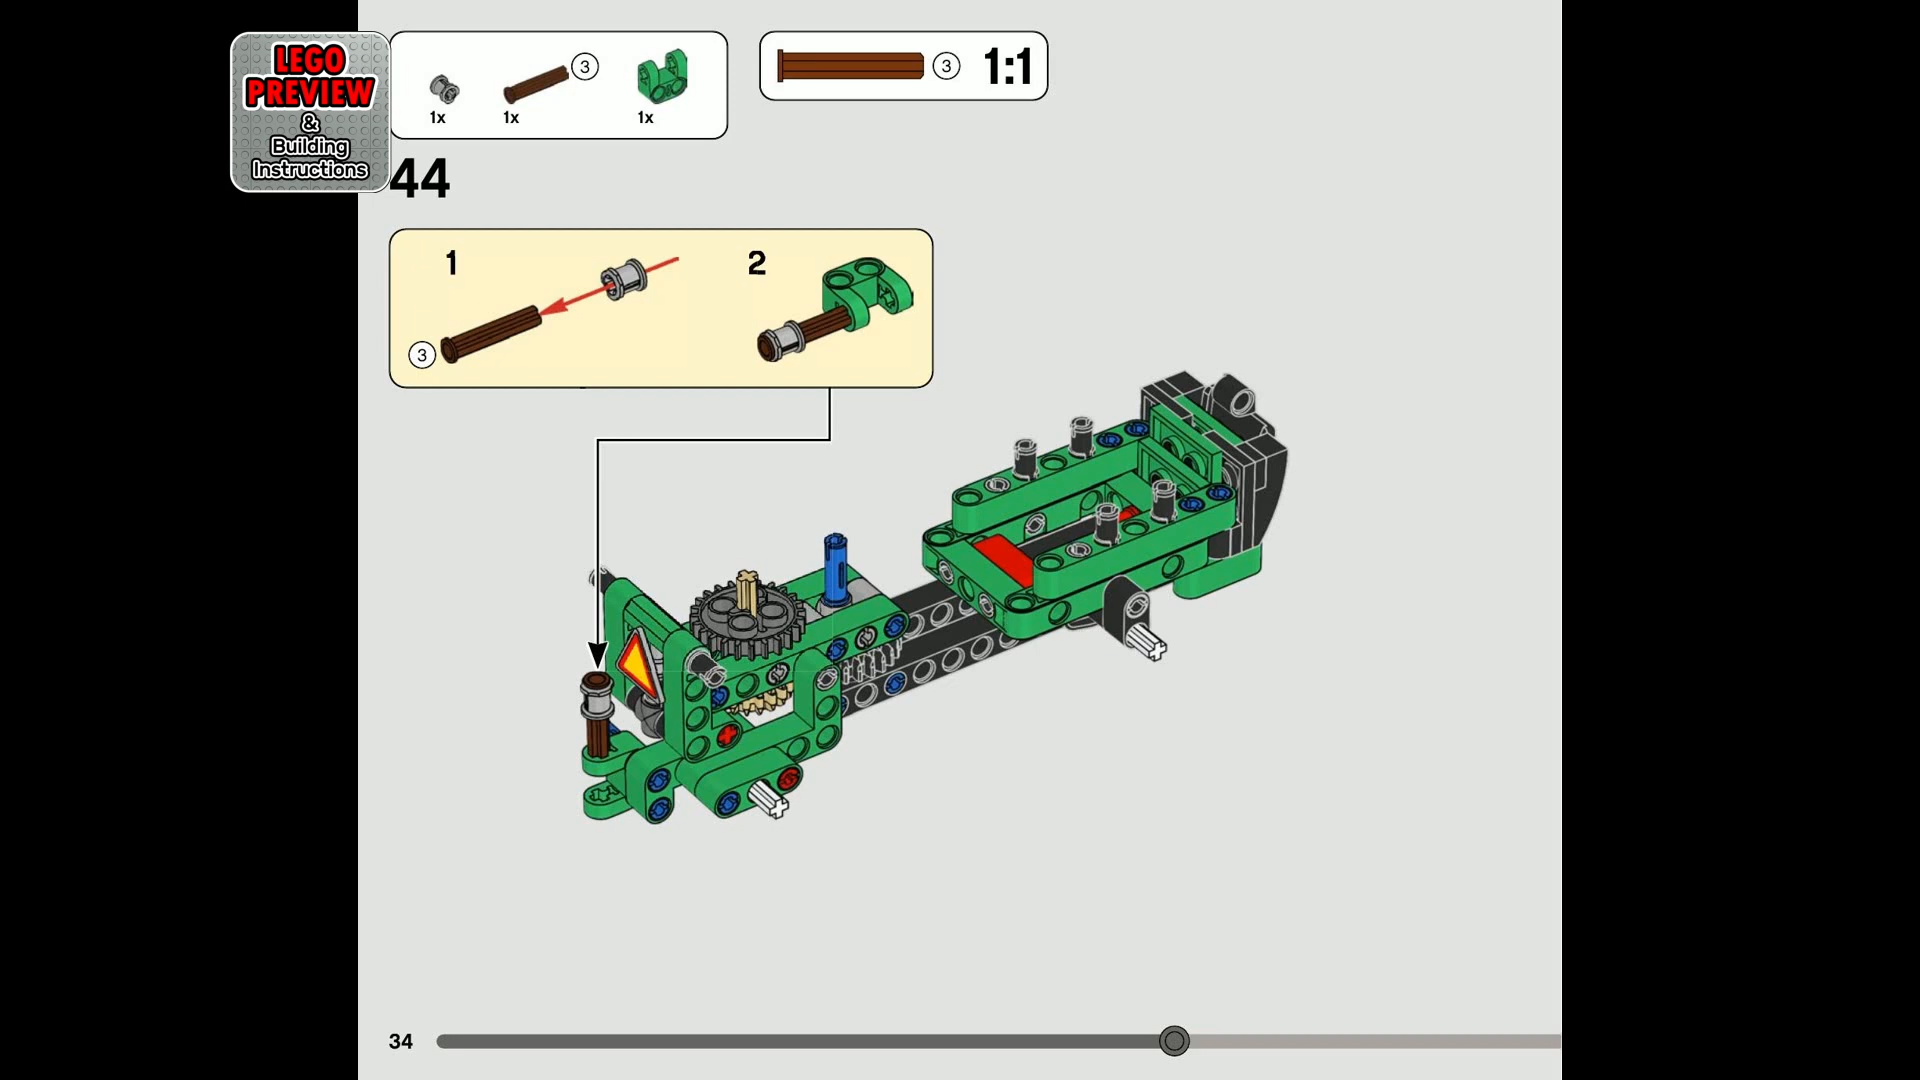 LEGO
PREVIEW
&
Building
Instructions
1x
1x
3
1x
3 1:1
44
1
3
2
34